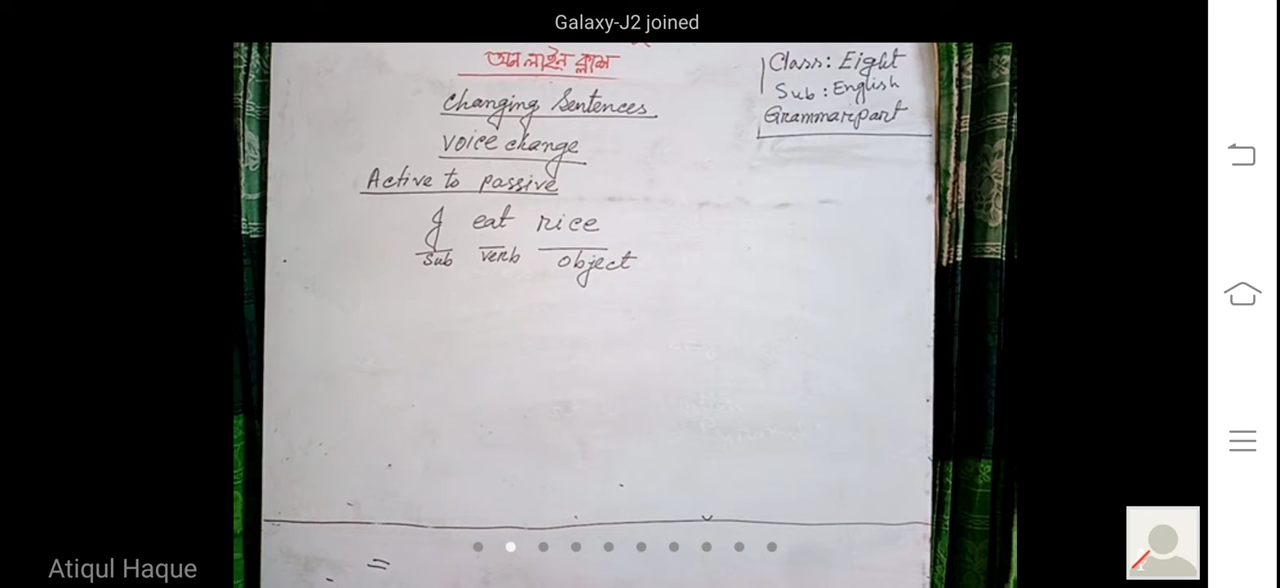 Galaxy-J2 joined
অন লাইন ক্লাশ
Class: Eight
Sub: English
Grammar part
Changing Sentences
Voice change
Active to passive
I eat rice
Sub verb object
Atiqul Haque